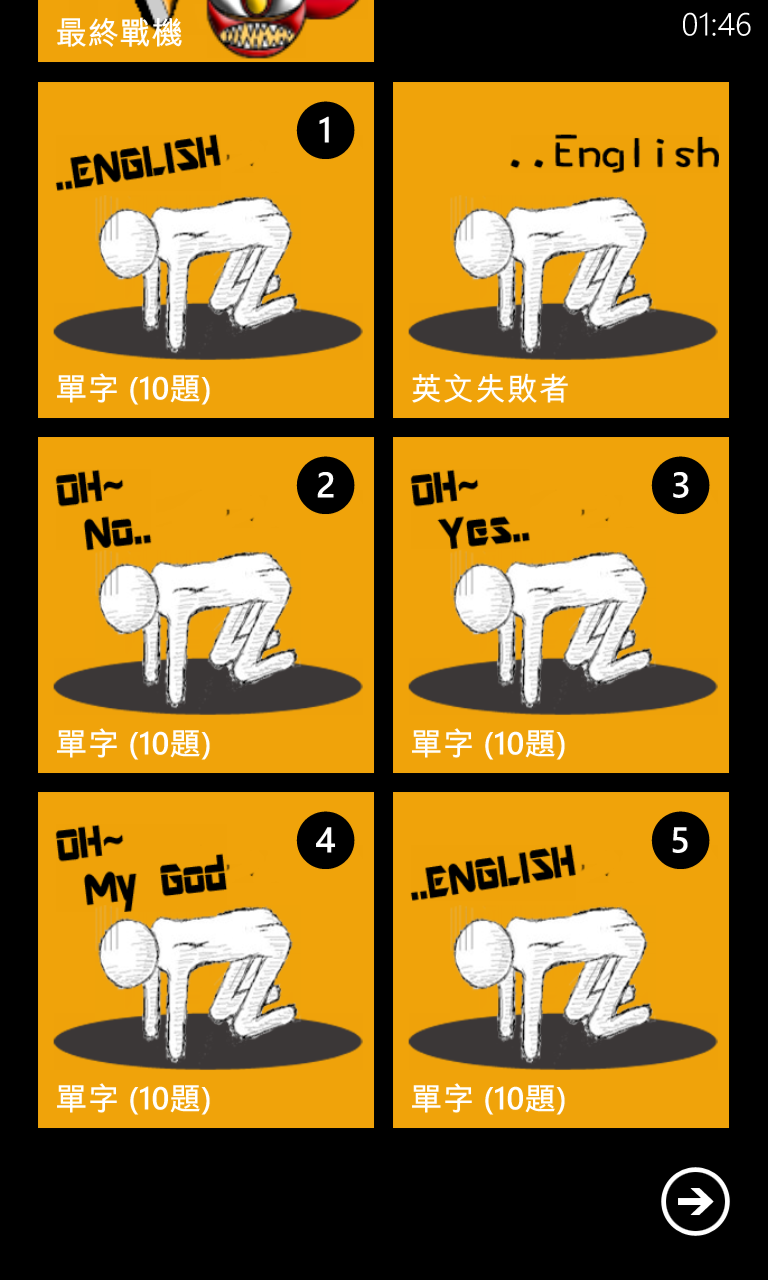 01:46
最終戰機
1
..ENGLISH
單字 (10題)
..English
英文失敗者
2
OH~
No..
單字 (10題)
3
OH~
Yes..
單字 (10題)
4
OH~
My God
單字 (10題)
5
..ENGLISH
單字 (10題)